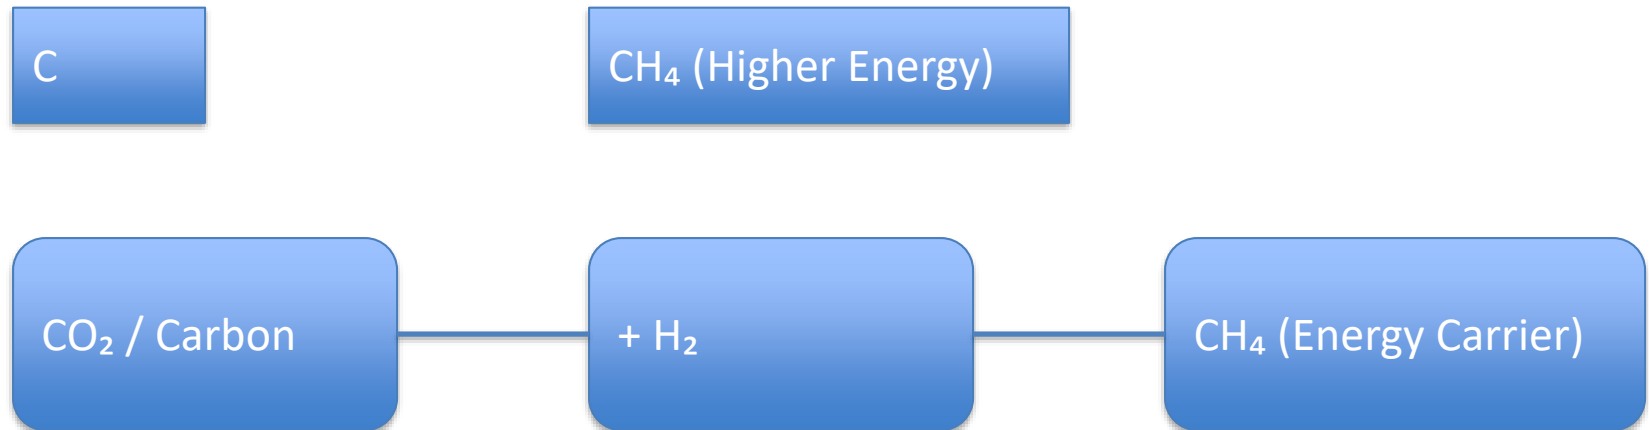 C
CH₄ (Higher Energy)
CO₂ / Carbon
+ H₂
CH₄ (Energy Carrier)